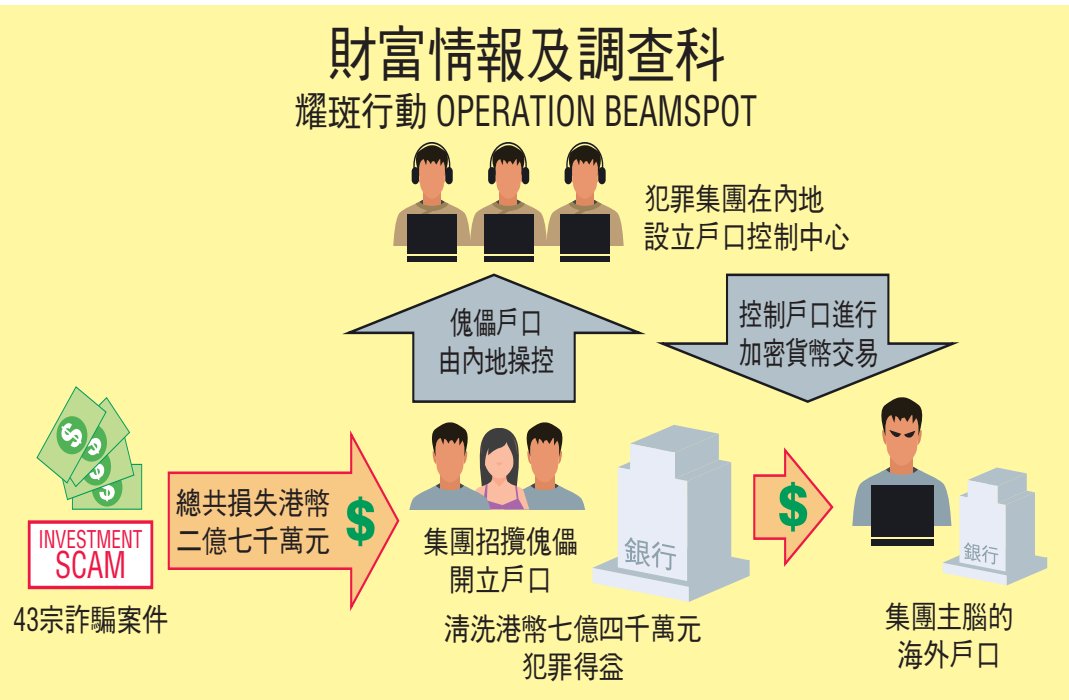 財富情報及調查科
耀斑行動 OPERATION BEAMSPOT
犯罪集團在內地
設立戶口控制中心
傀儡戶口
由內地操控
控制戶口進行
加密貨幣交易
INVESTMENT
SCAM
43宗詐騙案件
總共損失港幣
二億七千萬元
$
集團招攬傀儡
開立戶口
銀行
清洗港幣七億四千萬元
犯罪得益
$
銀行
集團主腦的
海外戶口